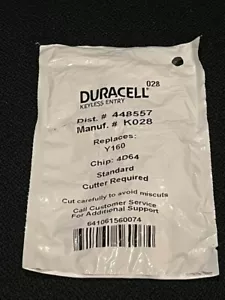 028
DURACELL
KEYLESS ENTRY
Dist. # 448557
Manuf. # K028
Replaces:
Y160
Chip: 4D64
Standard
Cutter Required
Cut carefully to avoid miscuts
Call Customer Service
For Additional Support
641061560074